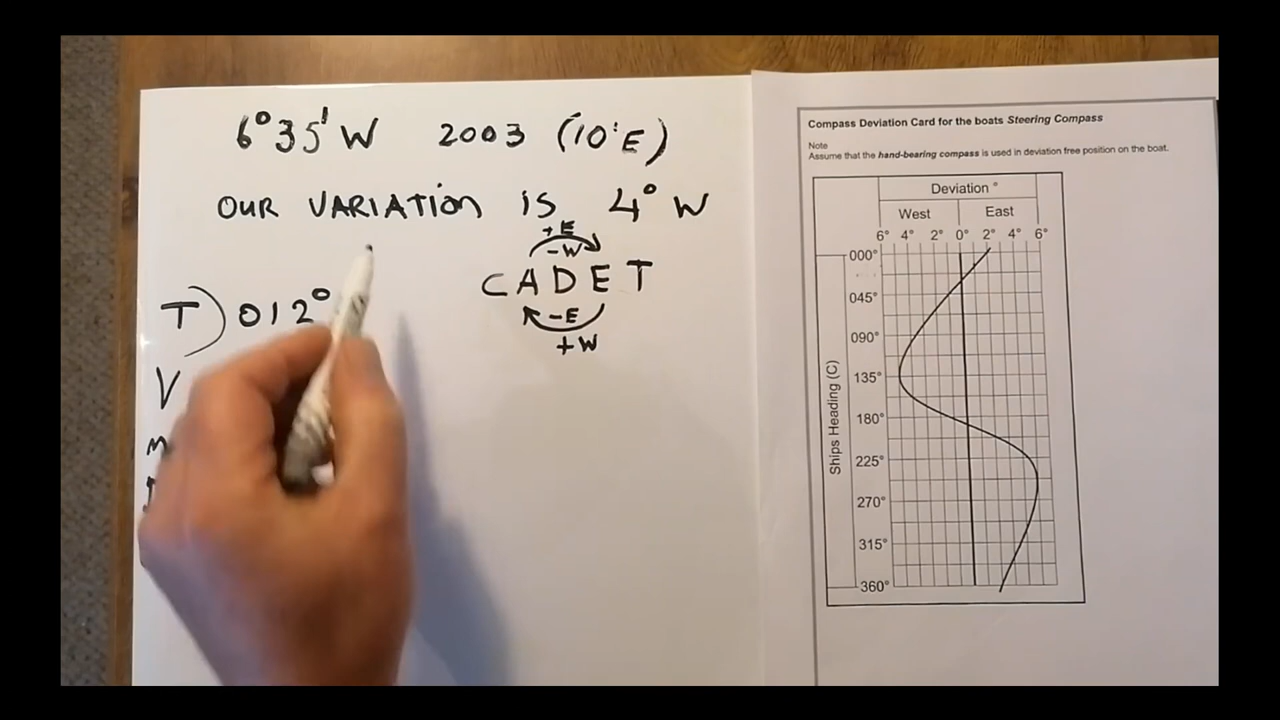 6°35'W 2003 (10'E)
OUR VARIATION IS 4° W
+E
-W
CADET
-E
+W
T) 012°
V
m
Compass Deviation Card for the boats Steering Compass
Note
Assume that the hand-bearing compass is used in deviation free position on the boat.
Deviation °
West East
6° 4° 2° 0° 2° 4° 6°
Ships Heading (C)
000°
045°
090°
135°
180°
225°
270°
315°
360°